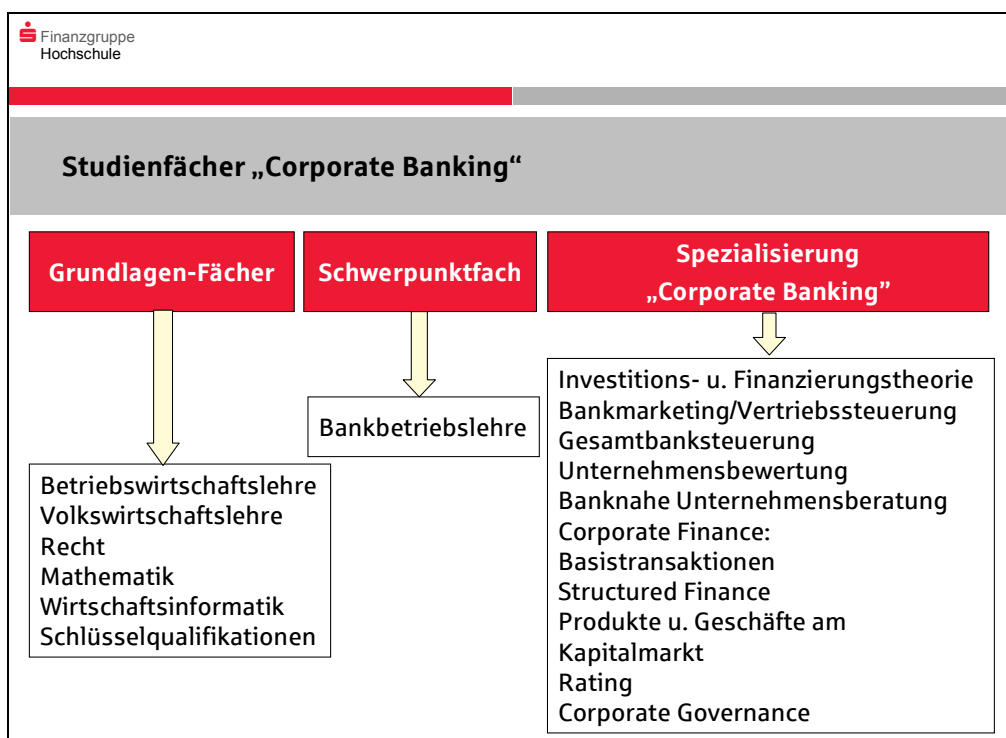 Finanzgruppe
Hochschule
Studienfächer „Corporate Banking“
Grundlagen-Fächer
Schwerpunktfach
Spezialisierung
„Corporate Banking”
Betriebswirtschaftslehre
Volkswirtschaftslehre
Recht
Mathematik
Wirtschaftsinformatik
Schlüsselqualifikationen
Bankbetriebslehre
Investitions- u. Finanzierungstheorie
Bankmarketing/Vertriebssteuerung
Gesamtbanksteuerung
Unternehmensbewertung
Banknahe Unternehmensberatung
Corporate Finance:
Basistransaktionen
Structured Finance
Produkte u. Geschäfte am
Kapitalmarkt
Rating
Corporate Governance